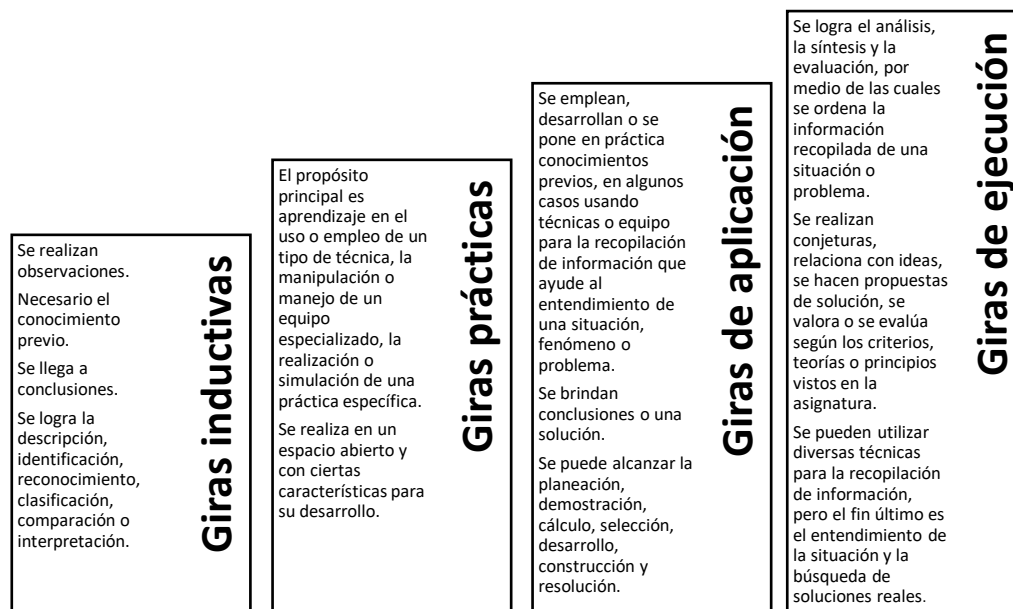 Se realizan
observaciones.
Necesario el
conocimiento
previo.
Se llega a
conclusiones.
Se logra la
descripción,
identificación,
reconocimiento,
clasificación,
comparación o
interpretación.
Giras inductivas
El propósito
principal es
aprendizaje en el
uso o empleo de un
tipo de técnica, la
manipulación o
manejo de un
equipo
especializado, la
realización o
simulación de una
práctica específica.
Se realiza en un
espacio abierto y
con ciertas
características para
su desarrollo.
Giras prácticas
Se emplean,
desarrollan o se
pone en práctica
conocimientos
previos, en algunos
casos usando
técnicas o equipo
para la recopilación
de información que
ayude al
entendimiento de
una situación,
fenómeno o
problema.
Se brindan
conclusiones o una
solución.
Se puede alcanzar la
planeación,
demostración,
cálculo, selección,
desarrollo,
construcción y
resolución.
Giras de aplicación
Se logra el análisis,
la síntesis y la
evaluación, por
medio de las cuales
se ordena la
información
recopilada de una
situación o
problema.
Se realizan
conjeturas,
relaciona con ideas,
se hacen propuestas
de solución, se
valora o se evalúa
según los criterios,
teorías o principios
vistos en la
asignatura.
Se pueden utilizar
diversas técnicas
para la recopilación
de información,
pero el fin último es
el entendimiento de
la situación y la
búsqueda de
soluciones reales.
Giras de ejecución